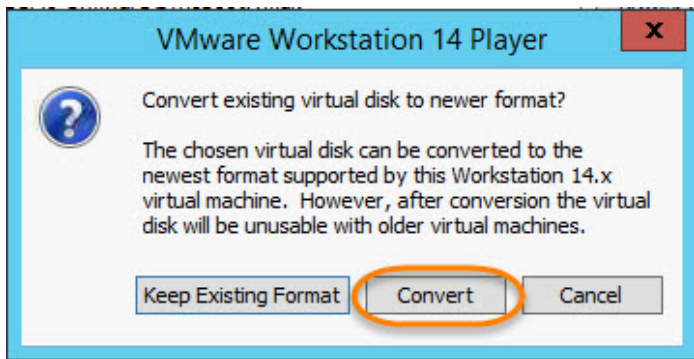 VMware Workstation 14 Player
x
Convert existing virtual disk to newer format?
The chosen virtual disk can be converted to the
newest format supported by this Workstation 14.x
virtual machine.  However, after conversion the virtual
disk will be unusable with older virtual machines.
Keep Existing Format
Convert
Cancel